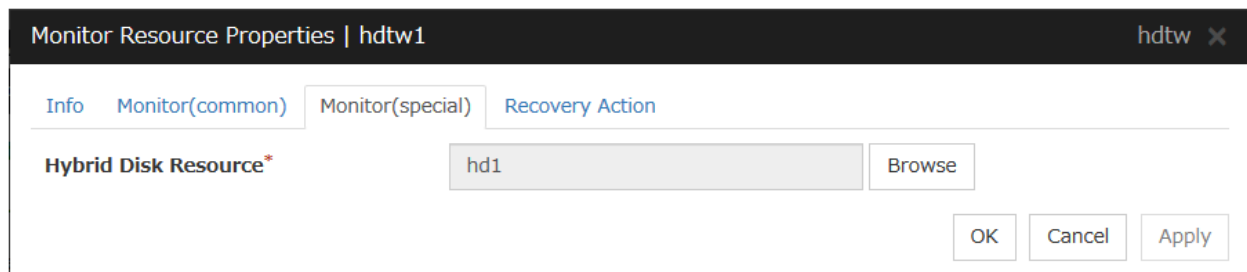 Monitor Resource Properties | hdtw1 hdtw ×
Info Monitor(common) Monitor(special) Recovery Action
Hybrid Disk Resource* hd1 Browse
OK Cancel Apply